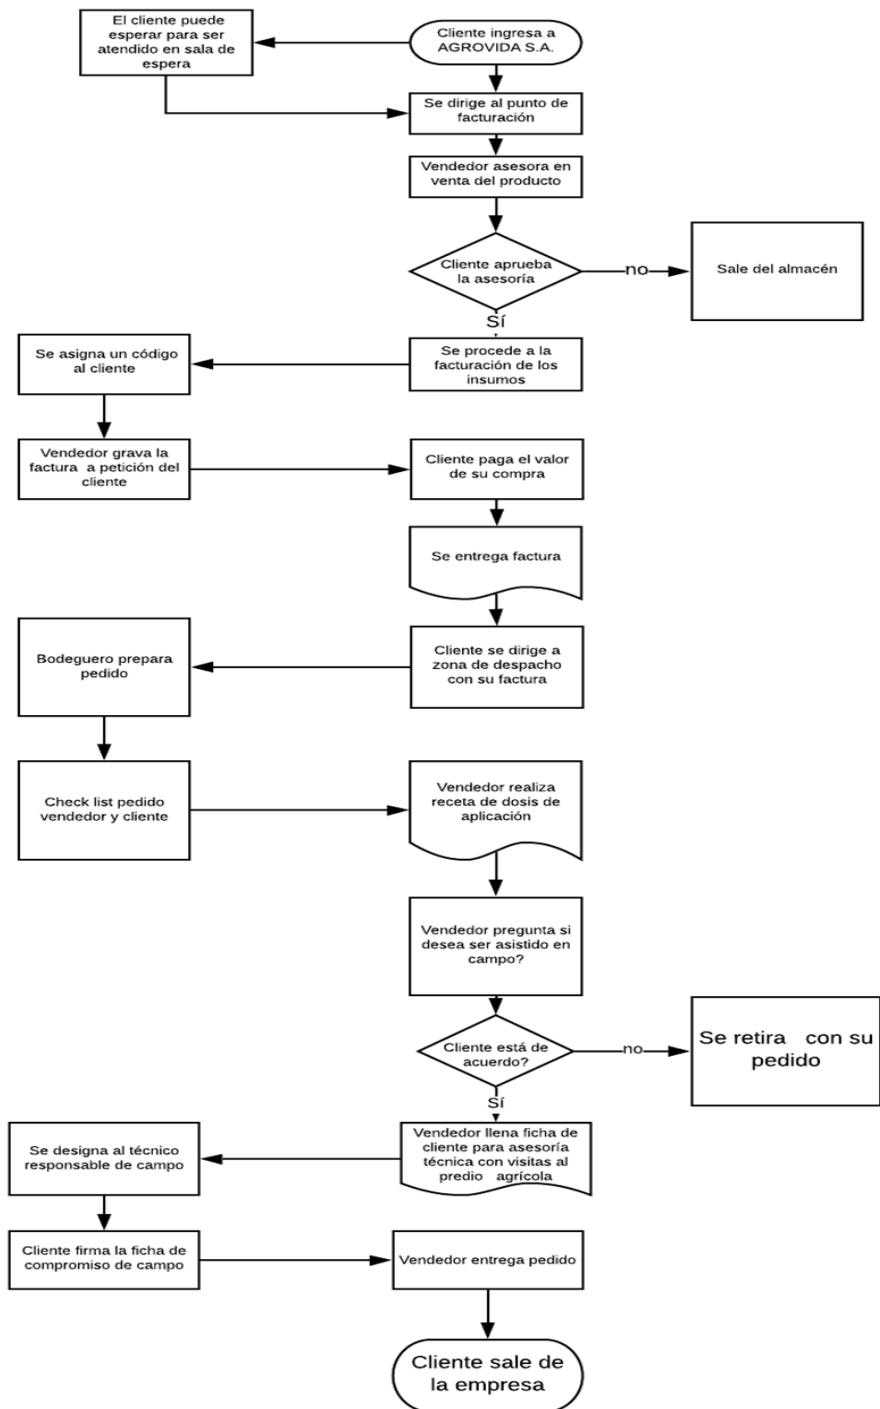 El cliente puede
esperar para ser
atendido en sala de
espera
Cliente ingresa a
AGROVIDA S.A.
Se dirige al punto de
facturación
Vendedor asesora en
venta del producto
Cliente aprueba
la asesoría
no
Sale del almacén
Sí
Se procede a la
facturación de los
insumos
Se asigna un código
al cliente
Vendedor grava la
factura a petición del
cliente
Cliente paga el valor
de su compra
Se entrega factura
Cliente se dirige a
zona de despacho
con su factura
Bodeguero prepara
pedido
Check list pedido
vendedor y cliente
Vendedor realiza
receta de dosis de
aplicación
Vendedor pregunta si
desea ser asistido en
campo?
Cliente está de
acuerdo?
no
Se retira con su
pedido
Sí
Vendedor llena ficha de
cliente para asesoría
técnica con visitas al
predio agrícola
Se designa al técnico
responsable de campo
Cliente firma la ficha de
compromiso de campo
Vendedor entrega pedido
Cliente sale de
la empresa